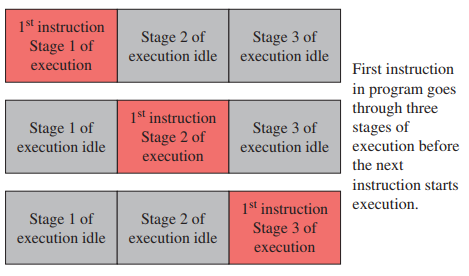 1st instruction
Stage 1 of
execution
Stage 2 of
execution idle
Stage 3 of
execution idle
Stage 1 of
execution idle
1st instruction
Stage 2 of
execution
Stage 3 of
execution idle
Stage 1 of
execution idle
Stage 2 of
execution idle
1st instruction
Stage 3 of
execution
First instruction
in program goes
through three
stages of
execution before
the next
instruction starts
execution.